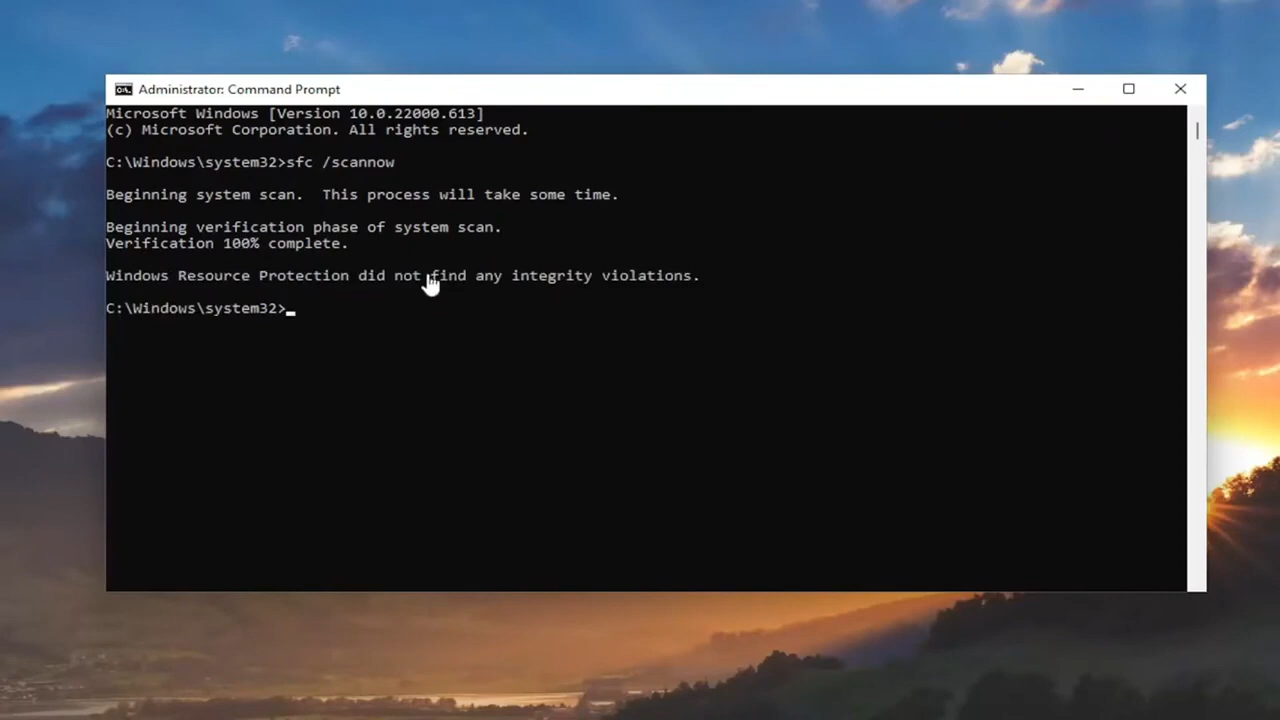 Administrator: Command Prompt
Microsoft Windows [Version 10.0.22000.613]
(c) Microsoft Corporation. All rights reserved.
C:\Windows\system32>sfc /scannow
Beginning system scan.  This process will take some time.
Beginning verification phase of system scan.
Verification 100% complete.
Windows Resource Protection did not find any integrity violations.
C:\Windows\system32>